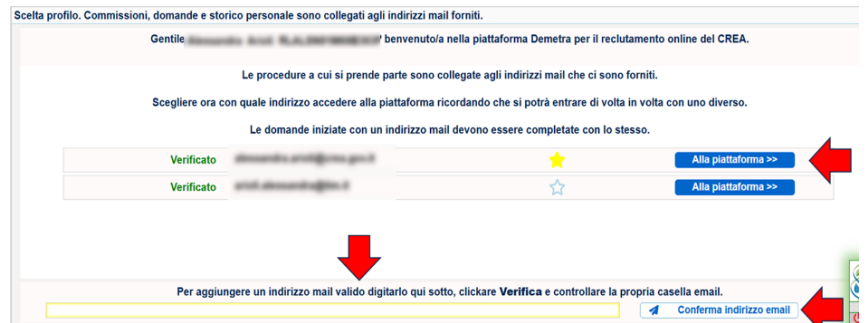 Scelta profilo. Commissioni, domande e storico personale sono collegati agli indirizzi mail forniti.
Gentile benvenuto/a nella piattaforma Demetra per il reclutamento online del CREA.
Le procedure a cui si prende parte sono collegate agli indirizzi mail che ci sono forniti.
Scegliere ora con quale indirizzo accedere alla piattaforma ricordando che si potrà entrare di volta in volta con uno diverso.
Le domande iniziate con un indirizzo mail devono essere completate con lo stesso.
Verificato Alla piattaforma >>
Verificato Alla piattaforma >>
Per aggiungere un indirizzo mail valido digitarlo qui sotto, clickare Verifica e controllare la propria casella email.
Conferma indirizzo email